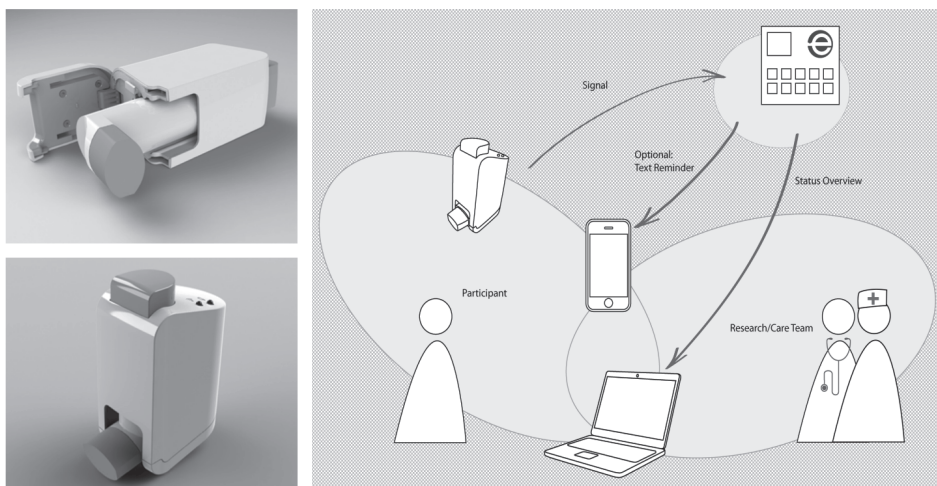 Signal
Optional:
Text Reminder
Status Overview
Participant
Research/Care Team